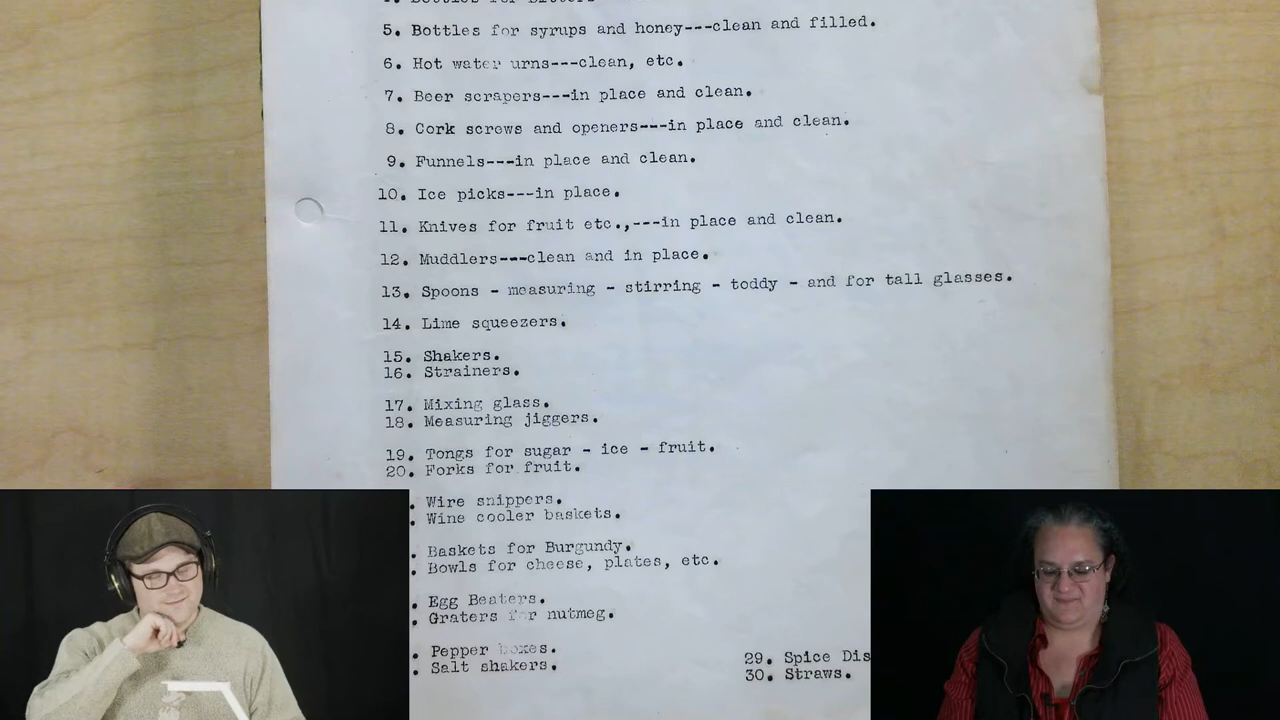 5. Bottles for syrups and honey---clean and filled.
6. Hot water urns---clean, etc.
7. Beer scrapers---in place and clean.
8. Cork screws and openers---in place and clean.
9. Funnels---in place and clean.
10. Ice picks---in place.
11. Knives for fruit etc.,---in place and clean.
12. Muddlers---clean and in place.
13. Spoons - measuring - stirring - toddy - and for tall glasses.
14. Lime squeezers.
15. Shakers.
16. Strainers.
17. Mixing glass.
18. Measuring jiggers.
19. Tongs for sugar - ice - fruit.
20. Forks for fruit.
. Wire snippers.
. Wine cooler baskets.
. Baskets for Burgundy.
. Bowls for cheese, plates, etc.
. Egg Beaters.
. Graters for nutmeg.
. Pepper boxes.
. Salt shakers.
29. Spice Dis
30. Straws.